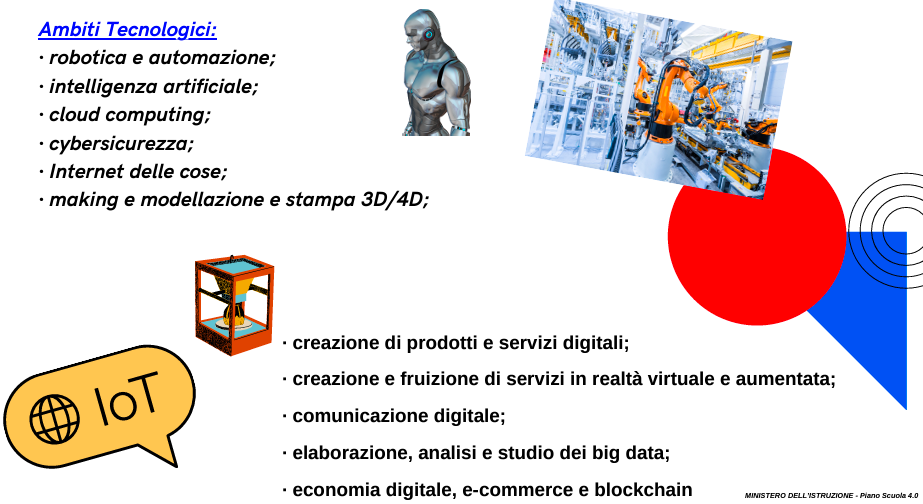 Ambiti Tecnologici:
· robotica e automazione;
· intelligenza artificiale;
· cloud computing;
· cybersicurezza;
· Internet delle cose;
· making e modellazione e stampa 3D/4D;
· creazione di prodotti e servizi digitali;
IoT
· creazione e fruizione di servizi in realtà virtuale e aumentata;
· comunicazione digitale;
· elaborazione, analisi e studio dei big data;
· economia digitale, e-commerce e blockchain
MINISTERO DELL'ISTRUZIONE - Piano Scuola 4.0